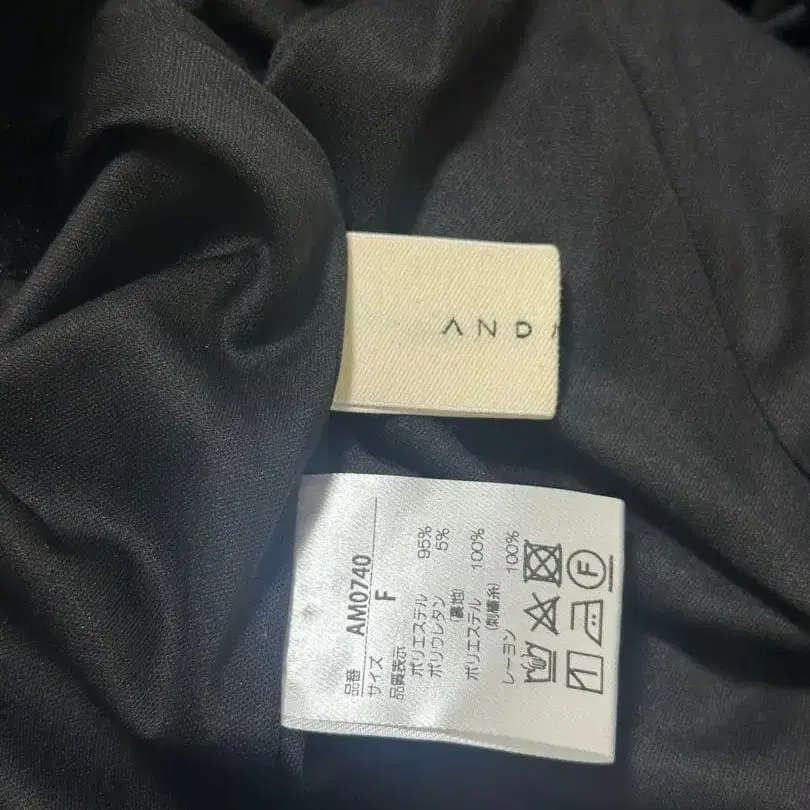 AND
品番 AM0740
サイズ F
品質表示
ポリエステル 95%
ポリウレタン 5%
(裏地)
ポリエステル 100%
(刺繍糸)
レーヨン 100%
F